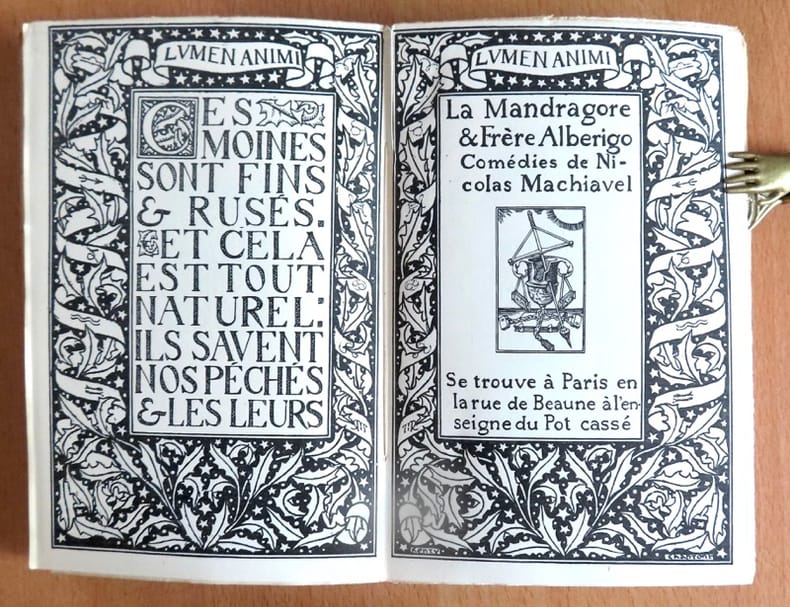 LVMEN ANIMI
CES
MOINES
SONT FINS
& RUSÉS.
ET CELA
EST TOUT
NATUREL:
ILS SAVENT
NOS PÉCHÉS
& LES LEURS
LVMEN ANIMI
La Mandragore
& Frère Alberigo
Comédies de Ni-
colas Machiavel
Se trouve à Paris en
la rue de Beaune à l'en-
seigne du Pot cassé